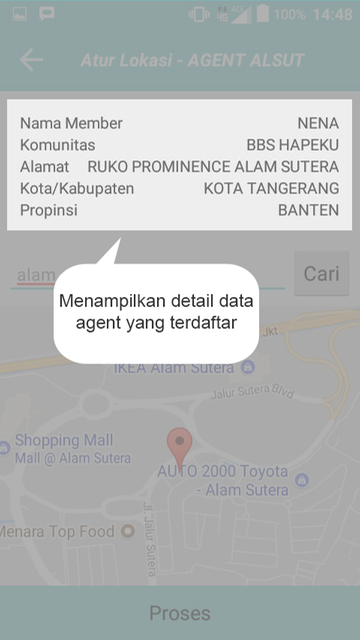 100% 14:48
Atur Lokasi - AGENT ALSUT
Nama Member NENA
Komunitas BBS HAPEKU
Alamat RUKO PROMINENCE ALAM SUTERA
Kota/Kabupaten KOTA TANGERANG
Propinsi BANTEN
alam
Cari
Menampilkan detail data
agent yang terdaftar
Jkt
IKEA Alam Sutera
Jalur Sutera Blvd
Shopping Mall
Mall @ Alam Sutera
AUTO 2000 Toyota
- Alam Sutera
Menara Top Food
Jl. Jalur Sutera
Proses